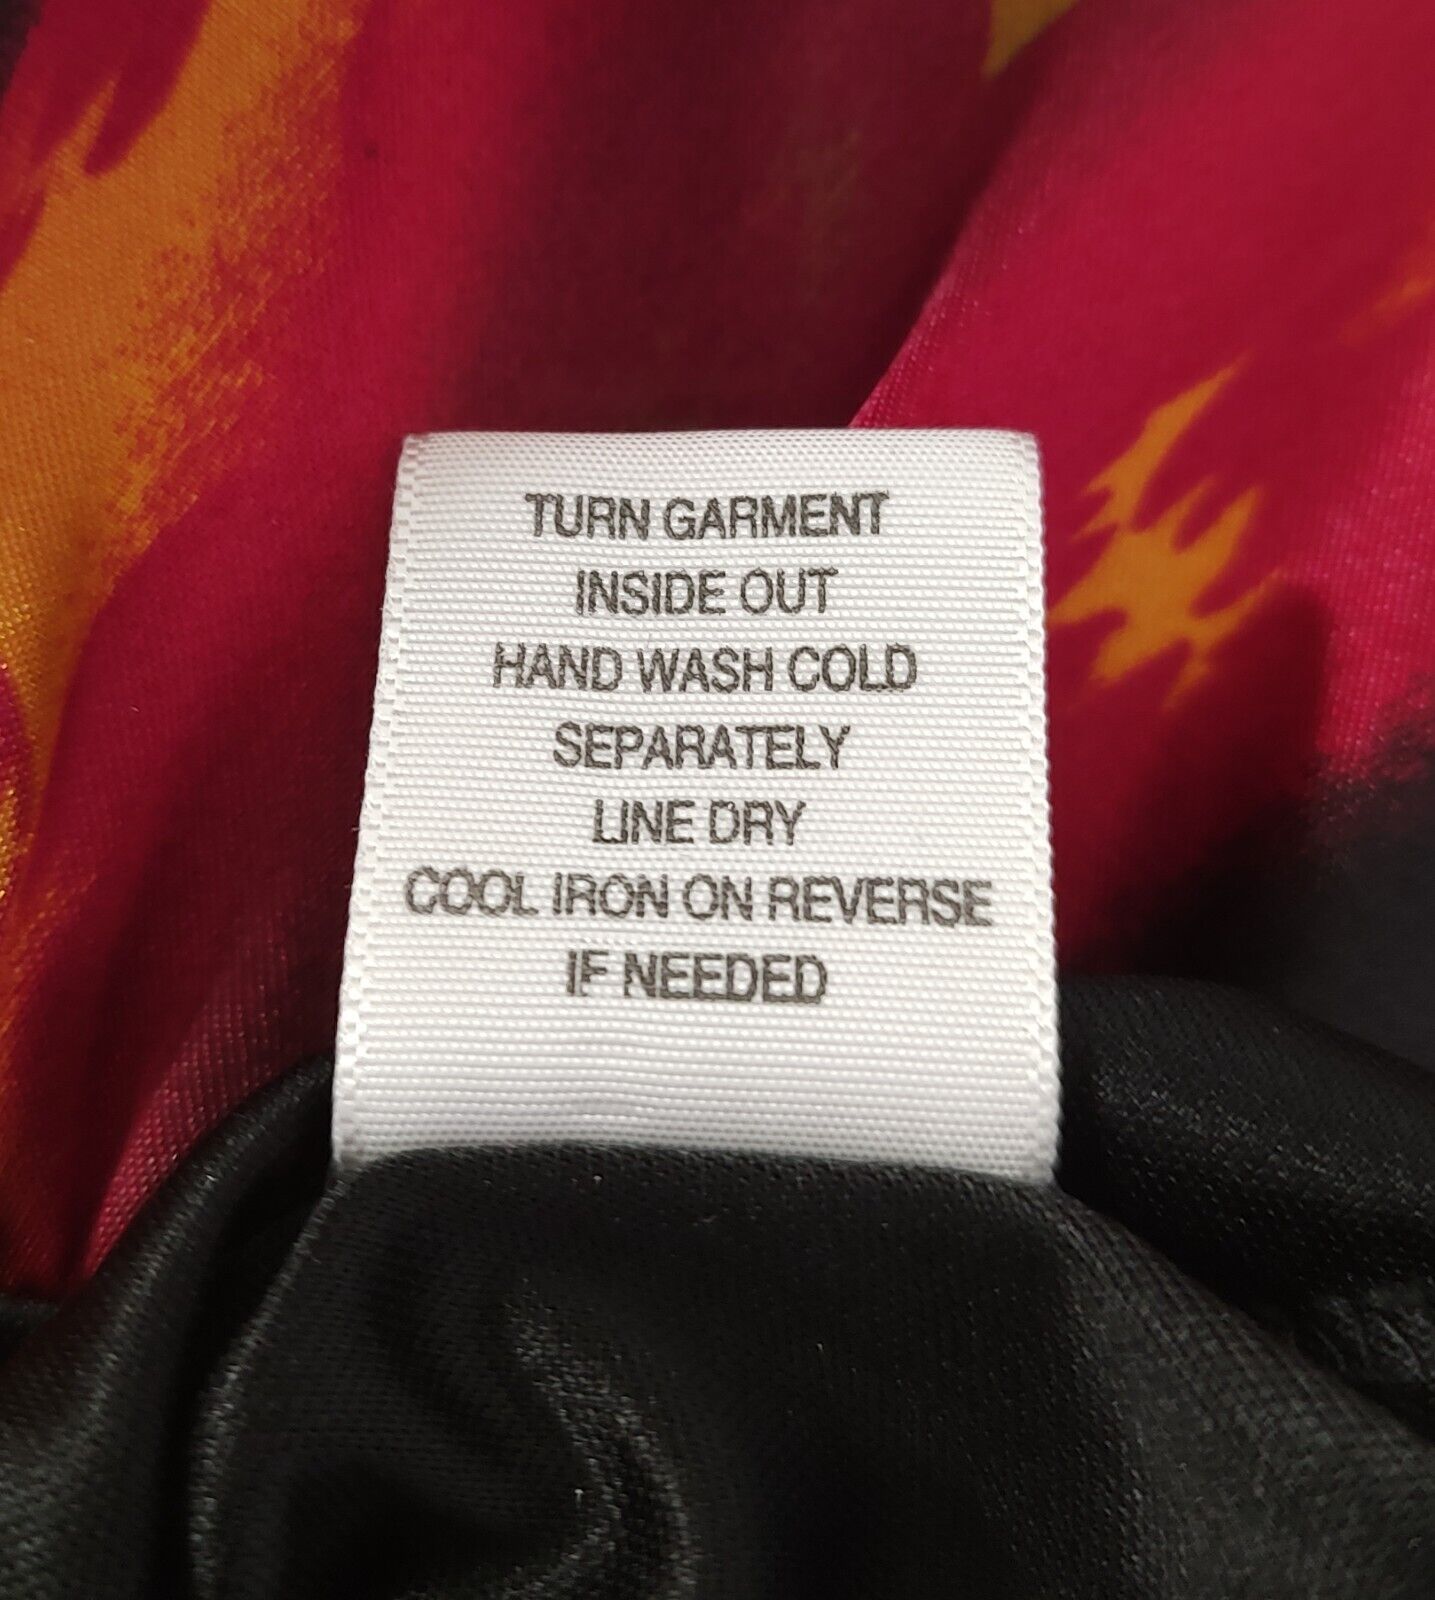 TURN GARMENT
INSIDE OUT
HAND WASH COLD
SEPARATELY
LINE DRY
COOL IRON ON REVERSE
IF NEEDED